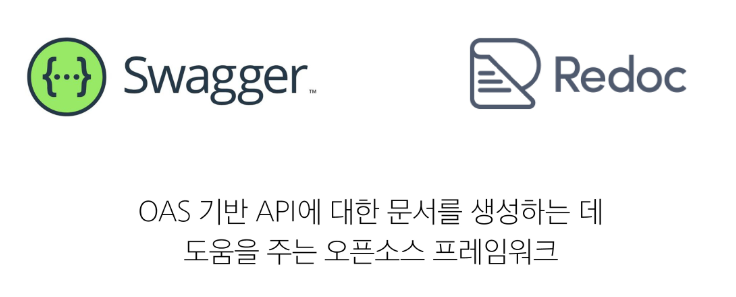 {...} Swagger™
Redoc
OAS 기반 API에 대한 문서를 생성하는 데
도움을 주는 오픈소스 프레임워크